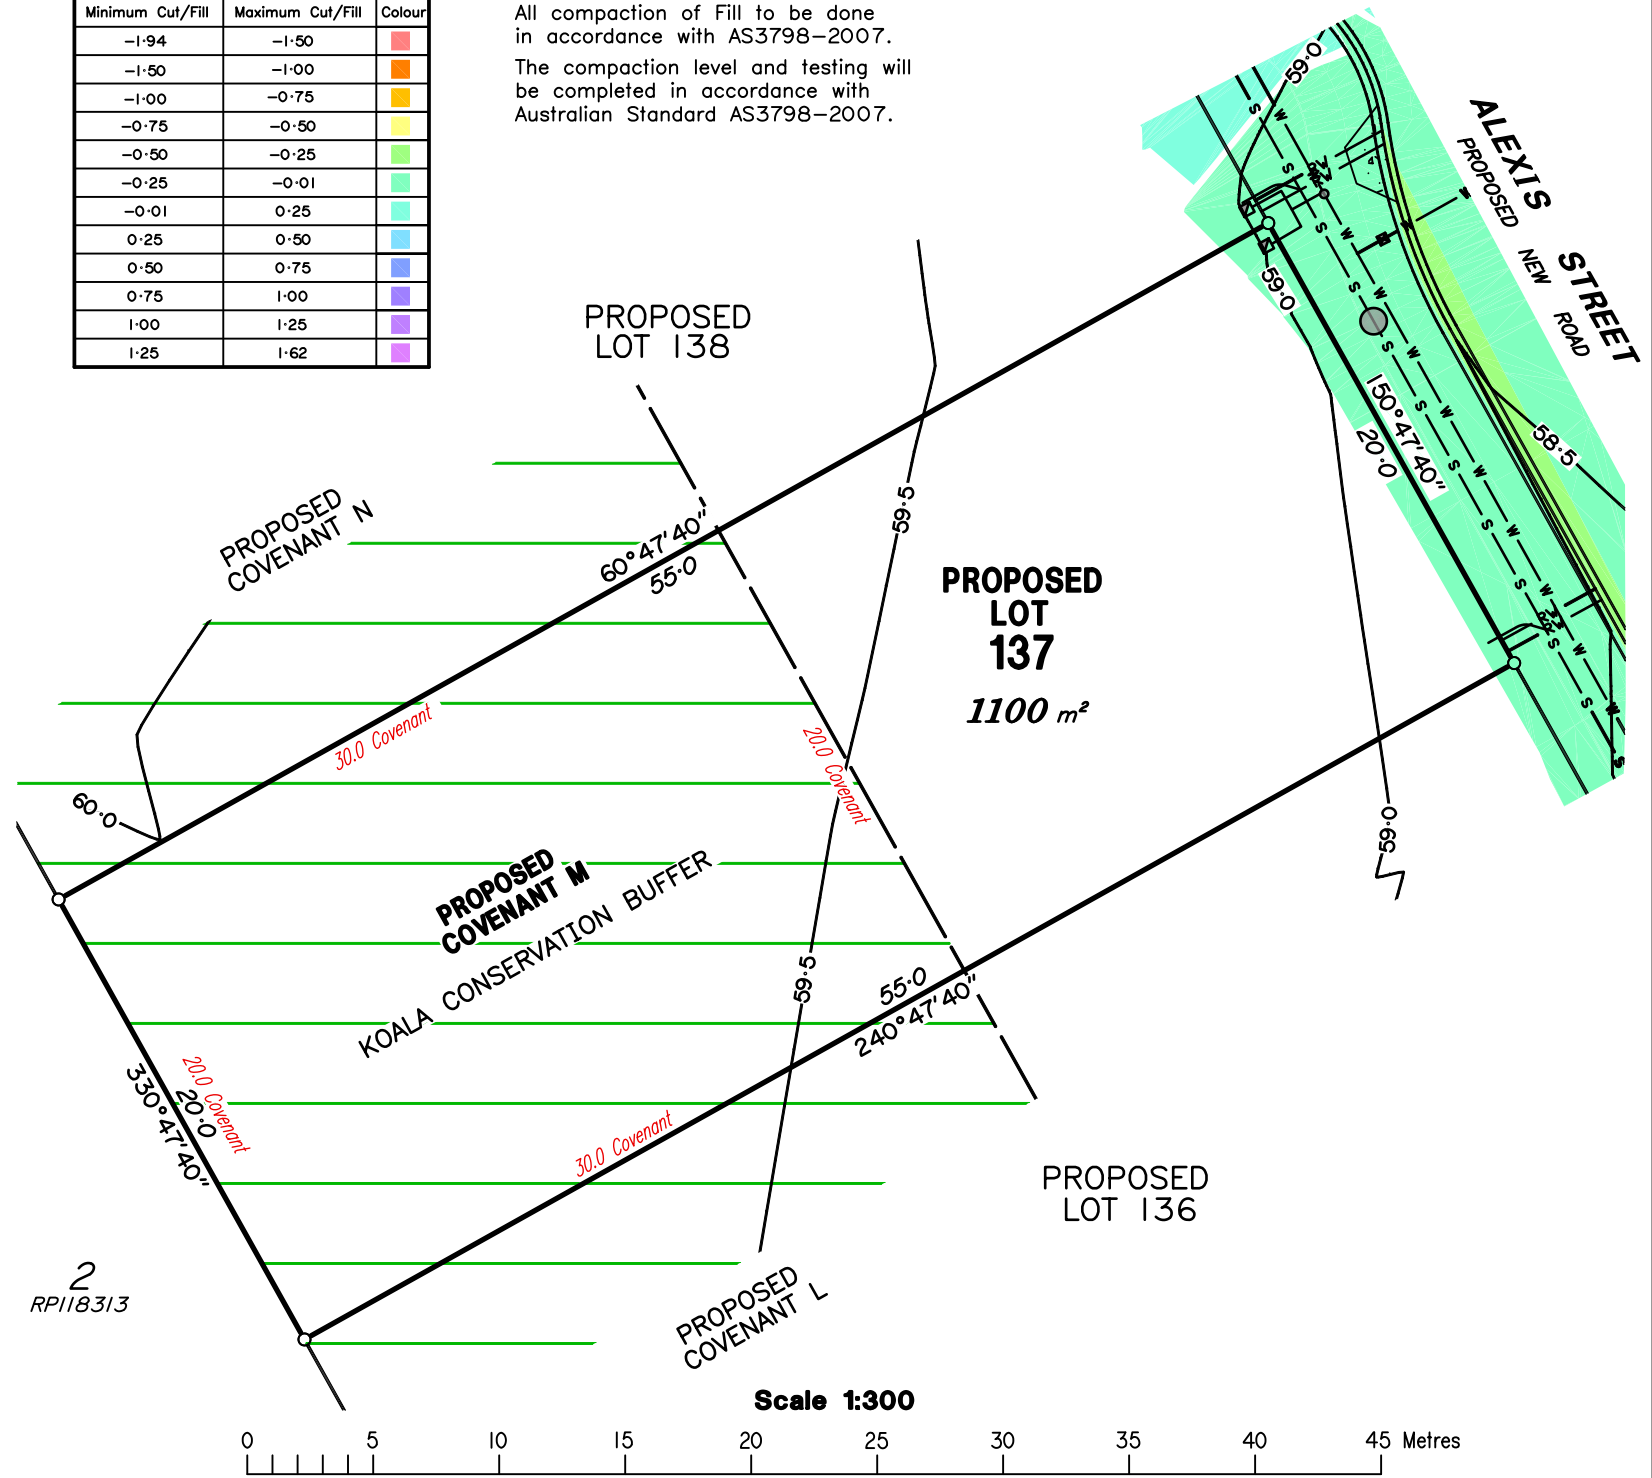 Minimum Cut/Fill Maximum Cut/Fill Colour
-1.94 -1.50
-1.50 -1.00
-1.00 -0.75
-0.75 -0.50
-0.50 -0.25
-0.25 -0.01
-0.01 0.25
0.25 0.50
0.50 0.75
0.75 1.00
1.00 1.25
1.25 1.62
All compaction of Fill to be done
in accordance with AS3798-2007.
The compaction level and testing will
be completed in accordance with
Australian Standard AS3798-2007.
ALEXIS STREET
PROPOSED NEW ROAD
59.0
59.0
58.5
150°47'40"
20.0
PROPOSED
LOT 138
PROPOSED
COVENANT N
60°47'40"
55.0
59.5
PROPOSED
LOT
137
1100 m²
30.0 Covenant
20.0 Covenant
60.0
59.0
PROPOSED
COVENANT M
KOALA CONSERVATION BUFFER
59.5
55.0
240°47'40"
20.0 Covenant
20.0
330°47'40"
30.0 Covenant
PROPOSED
LOT 136
2
RP118313
PROPOSED
COVENANT L
Scale 1:300
0 5 10 15 20 25 30 35 40 45 Metres